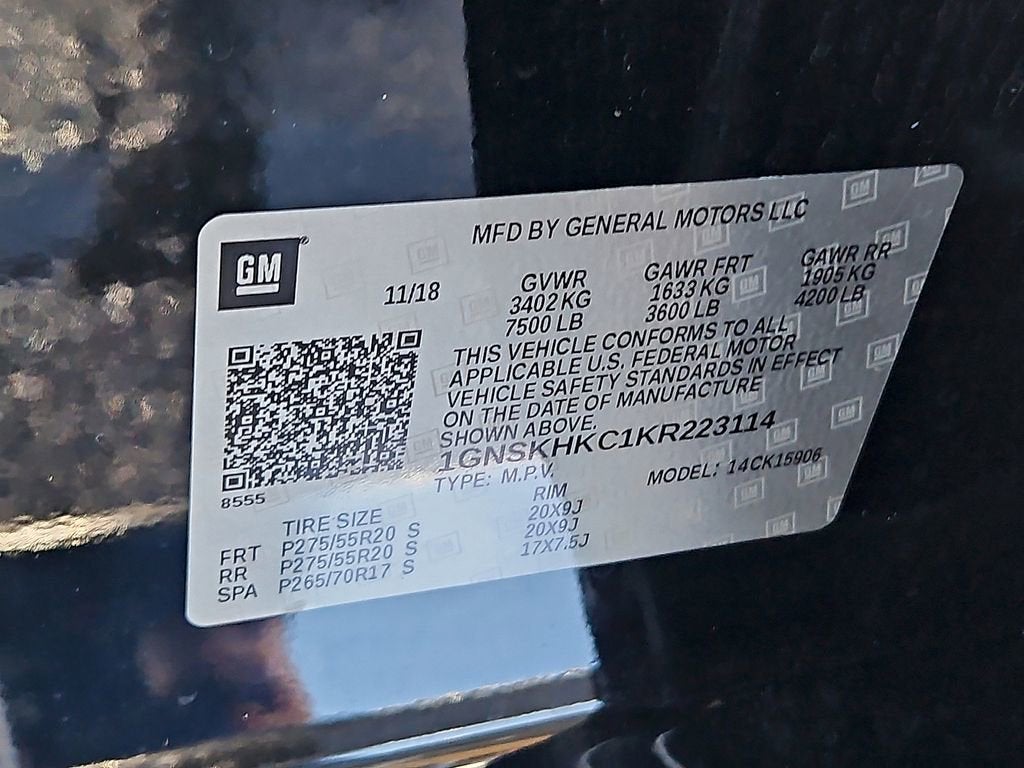 GM
MFD BY GENERAL MOTORS LLC
11/18
GVWR GAWR FRT GAWR RR
3402 KG 1633 KG 1905 KG
7500 LB 3600 LB 4200 LB
THIS VEHICLE CONFORMS TO ALL
APPLICABLE U.S. FEDERAL MOTOR
VEHICLE SAFETY STANDARDS IN EFFECT
ON THE DATE OF MANUFACTURE
SHOWN ABOVE.
1GNSKHKC1KR223114
TYPE: M.P.V. MODEL: 14CK15906
8555
TIRE SIZE RIM
FRT P275/55R20 S 20X9J
RR P275/55R20 S 20X9J
SPA P265/70R17 S 17X7.5J